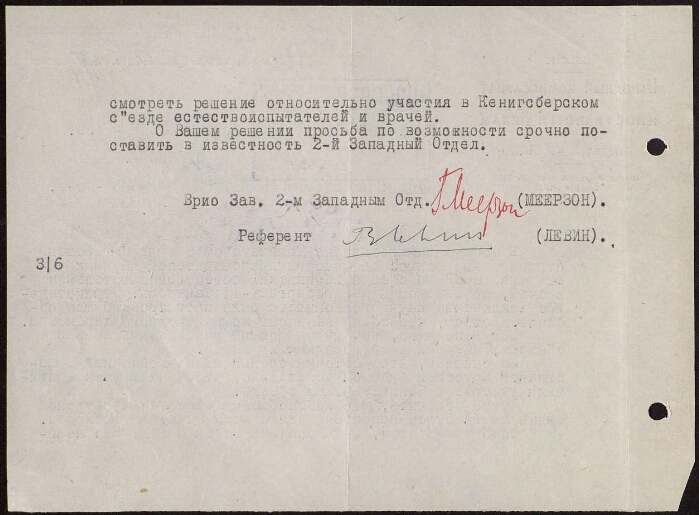 смотреть решение относительно участия в Кенигсберском
с"езде естествоиспытателей и врачей.
О Вашем решении просьба по возможности срочно по-
ставить в известность 2-й Западный Отдел.
Врио Зав. 2-м Западным Отд. Г Меерзон (МЕЕРЗОН).
Референт В Левин (ЛЕВИН).
3/6